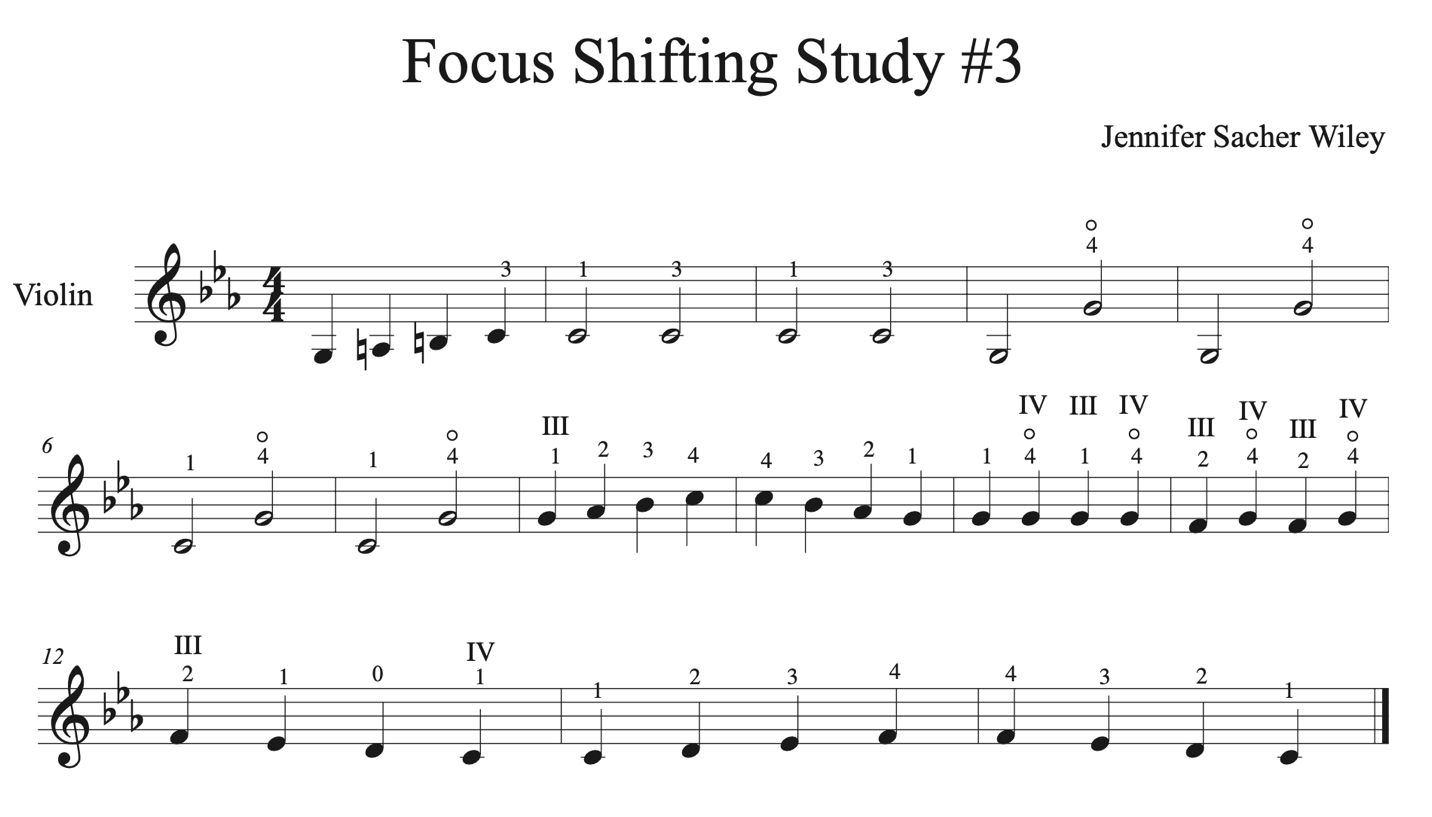 Focus Shifting Study #3
Jennifer Sacher Wiley
Violin
4 4
3 1 3 1 3 4 4
6
III IV III IV III IV III IV
1 4 1 4 1 2 3 4 4 3 2 1 1 4 1 4 2 4 2 4
12
III IV
2 1 0 1 1 2 3 4 4 3 2 1